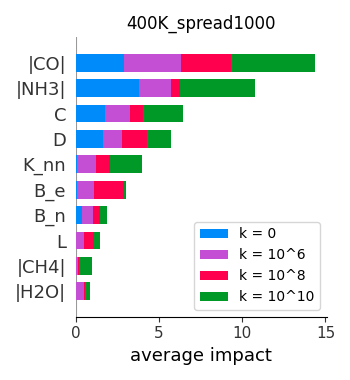 400K_spread1000
|CO|
|NH3|
C
D
K_nn
B_e
B_n
L
|CH4|
|H2O|
k = 0
k = 10^6
k = 10^8
k = 10^10
0 5 10 15
average impact